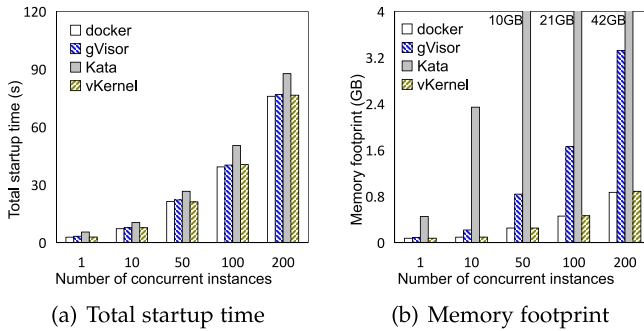 120
90
60
30
0
Total startup time (s)
docker
gVisor
Kata
vKernel
1 10 50 100 200
Number of concurrent instances
(a) Total startup time
10GB 21GB 42GB
4
3.2
2.4
1.6
0.8
0
Memory footprint (GB)
docker
gVisor
Kata
vKernel
1 10 50 100 200
Number of concurrent instances
(b) Memory footprint